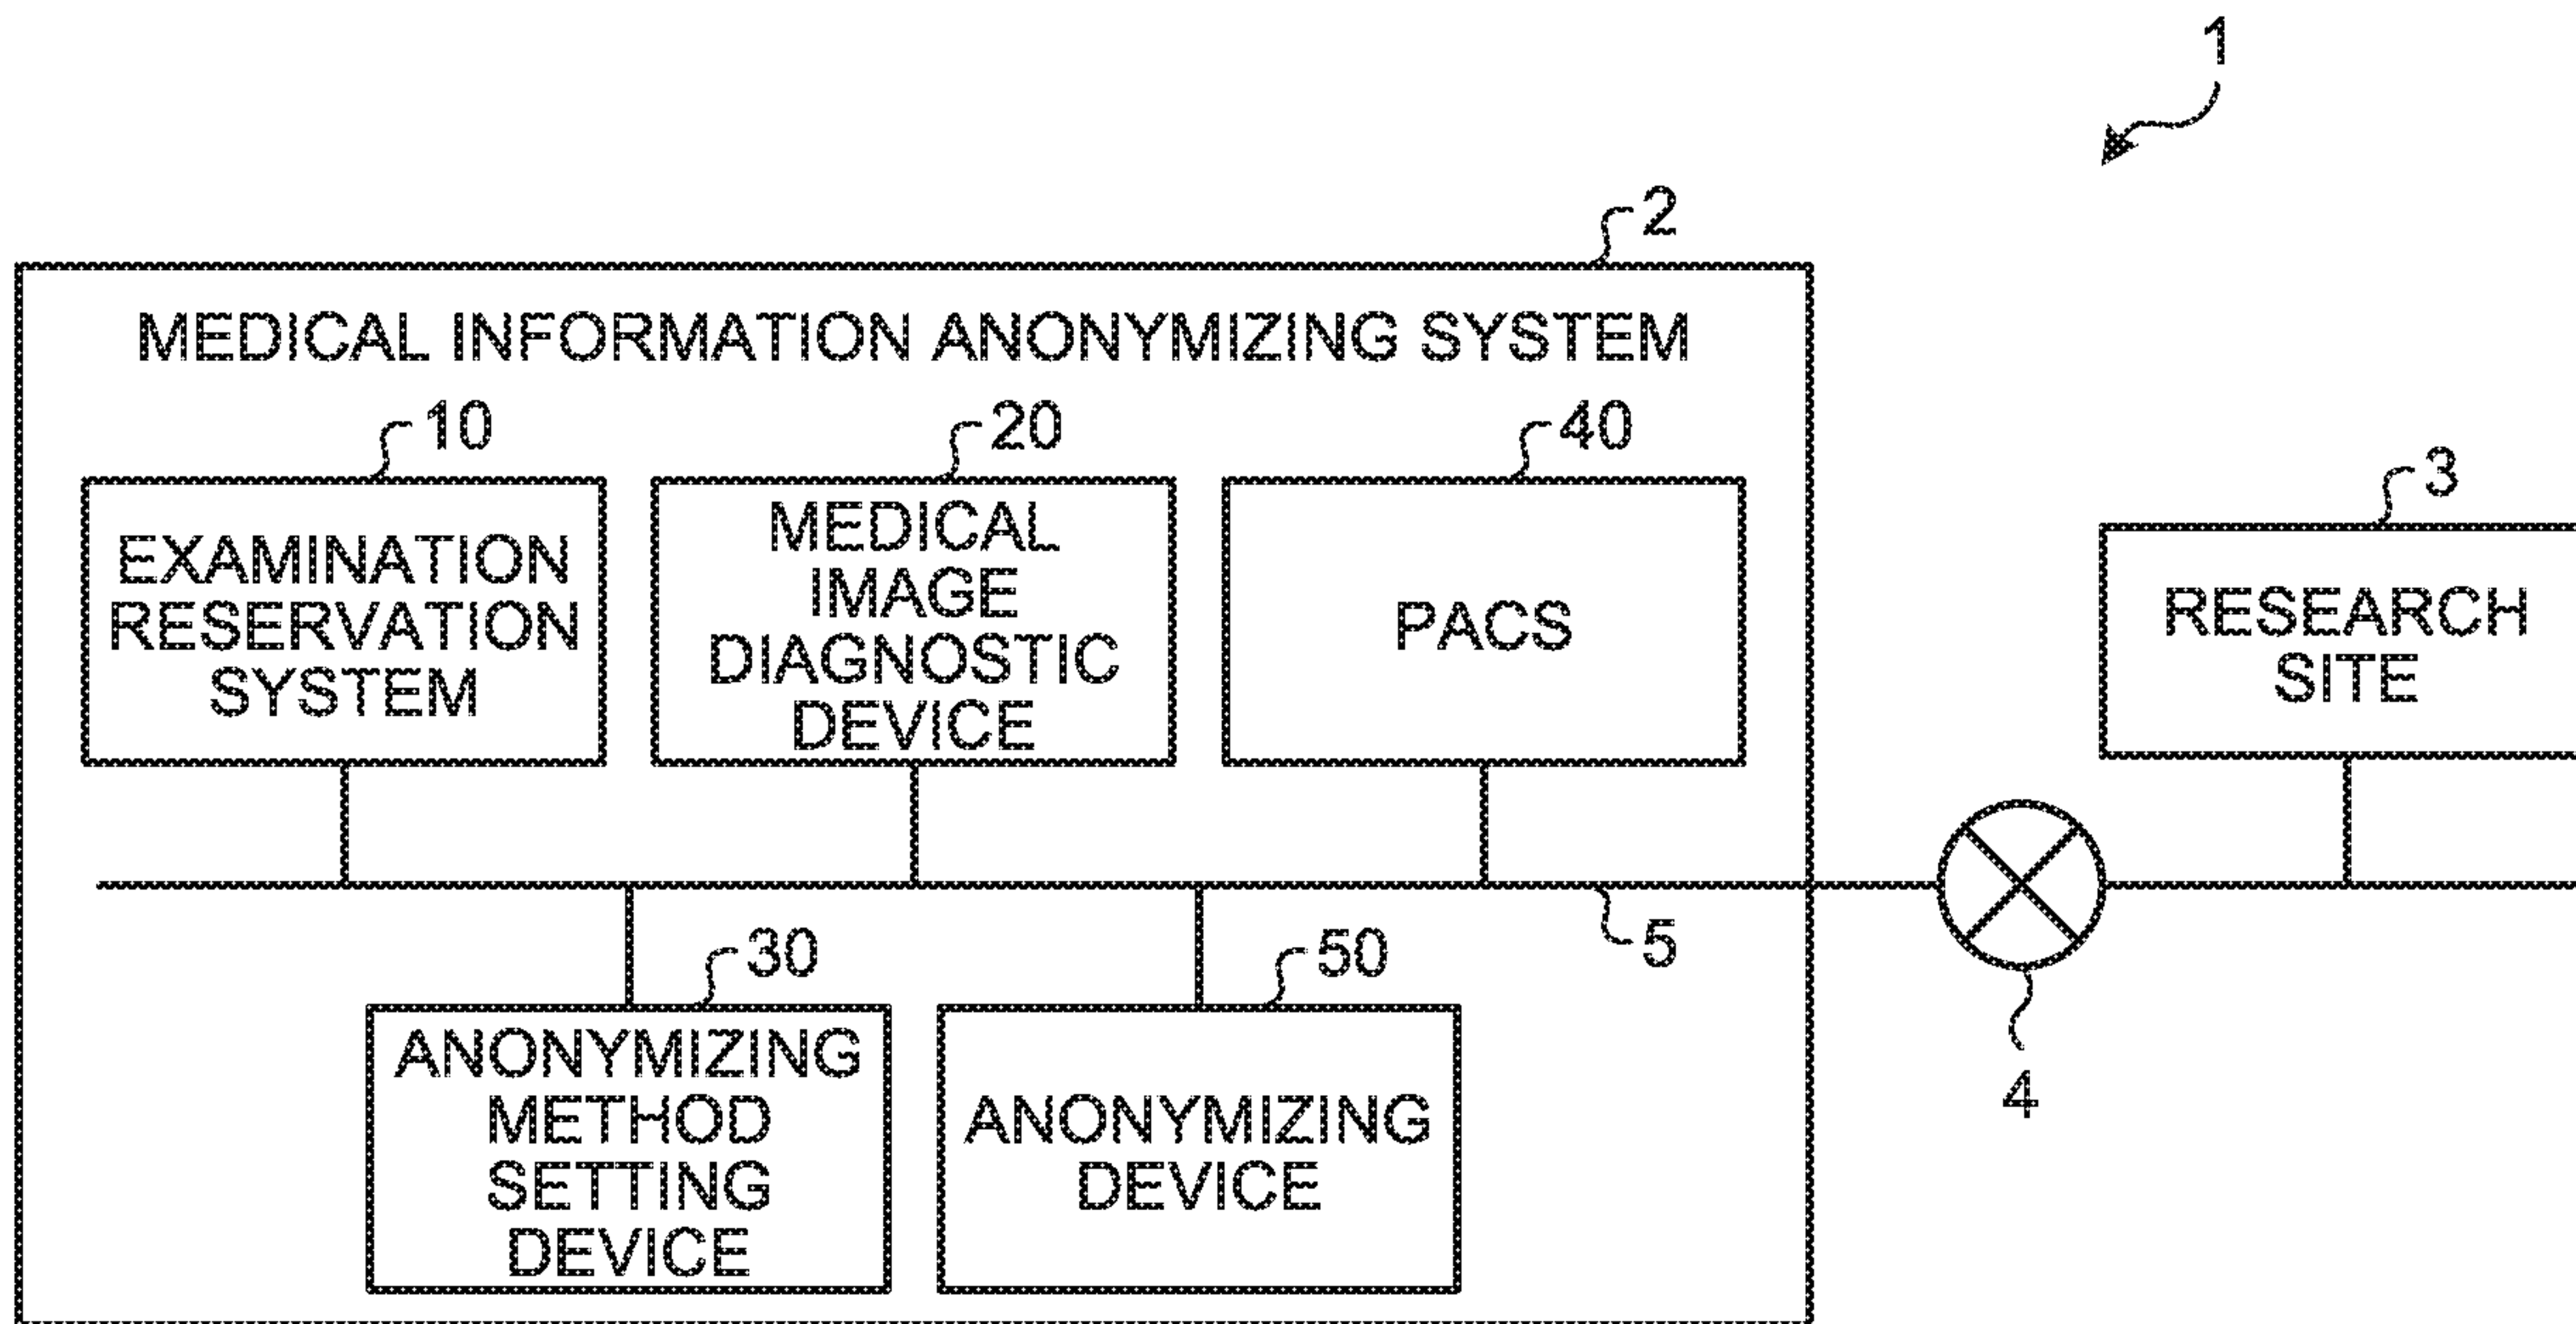 1
2
MEDICAL INFORMATION ANONYMIZING SYSTEM
10
EXAMINATION
RESERVATION
SYSTEM
20
MEDICAL
IMAGE
DIAGNOSTIC
DEVICE
40
PACS
3
RESEARCH
SITE
5
4
30
ANONYMIZING
METHOD
SETTING
DEVICE
50
ANONYMIZING
DEVICE